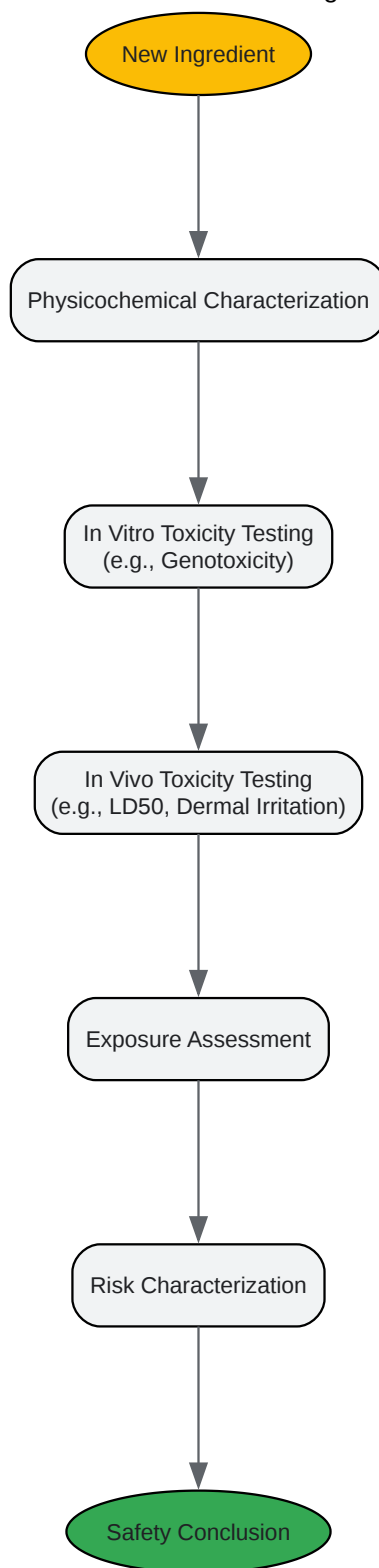 New Ingredient
Physicochemical Characterization
In Vitro Toxicity Testing
(e.g., Genotoxicity)
In Vivo Toxicity Testing
(e.g., LD50, Dermal Irritation)
Exposure Assessment
Risk Characterization
Safety Conclusion